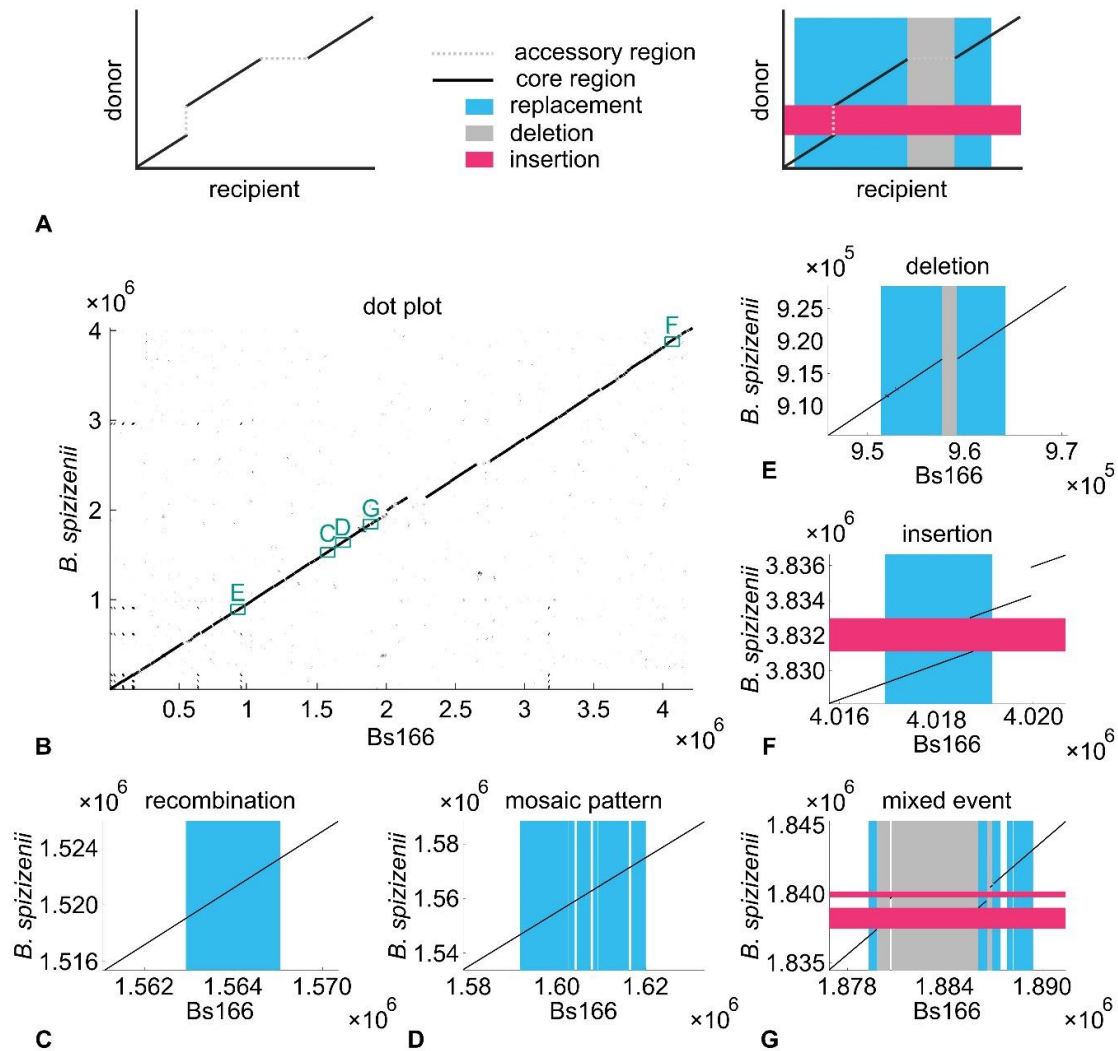 donor
recipient
accessory region
core region
replacement
deletion
insertion
donor
recipient
A
×10⁶
dot plot
B. spizizenii
4
3
2
1
E
C
D
G
F
0.5
1
1.5
2
2.5
3
3.5
4
Bs166
×10⁶
B
×10⁵
deletion
B. spizizenii
9.25
9.20
9.15
9.10
9.5
9.6
9.7
Bs166
×10⁵
E
×10⁶
insertion
B. spizizenii
3.836
3.834
3.832
3.830
4.016
4.018
4.020
Bs166
×10⁶
F
×10⁶
recombination
B. spizizenii
1.524
1.520
1.516
1.562
1.564
1.570
Bs166
×10⁶
C
×10⁶
mosaic pattern
B. spizizenii
1.58
1.56
1.54
1.58
1.60
1.62
Bs166
×10⁶
D
×10⁶
mixed event
B. spizizenii
1.845
1.840
1.835
1.878
1.884
1.890
Bs166
×10⁶
G